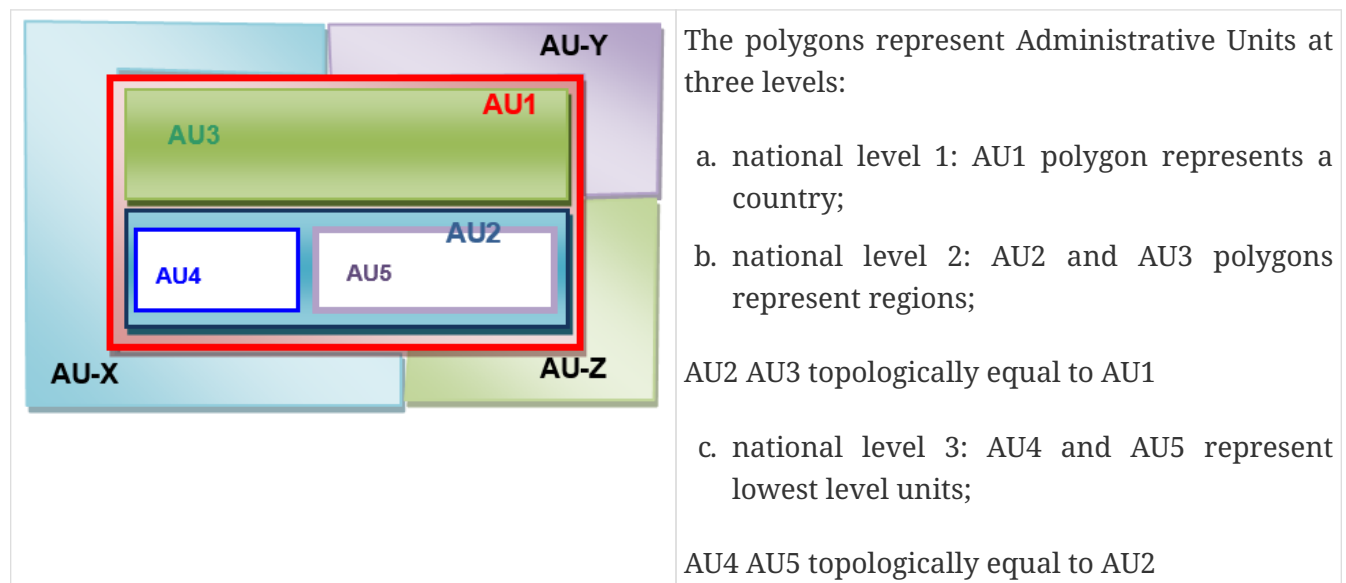 AU-Y
AU1
AU3
AU2
AU4
AU5
AU-X
AU-Z
The polygons represent Administrative Units at
three levels:
a. national level 1: AU1 polygon represents a
country;
b. national level 2: AU2 and AU3 polygons
represent regions;
AU2 AU3 topologically equal to AU1
c. national level 3: AU4 and AU5 represent
lowest level units;
AU4 AU5 topologically equal to AU2